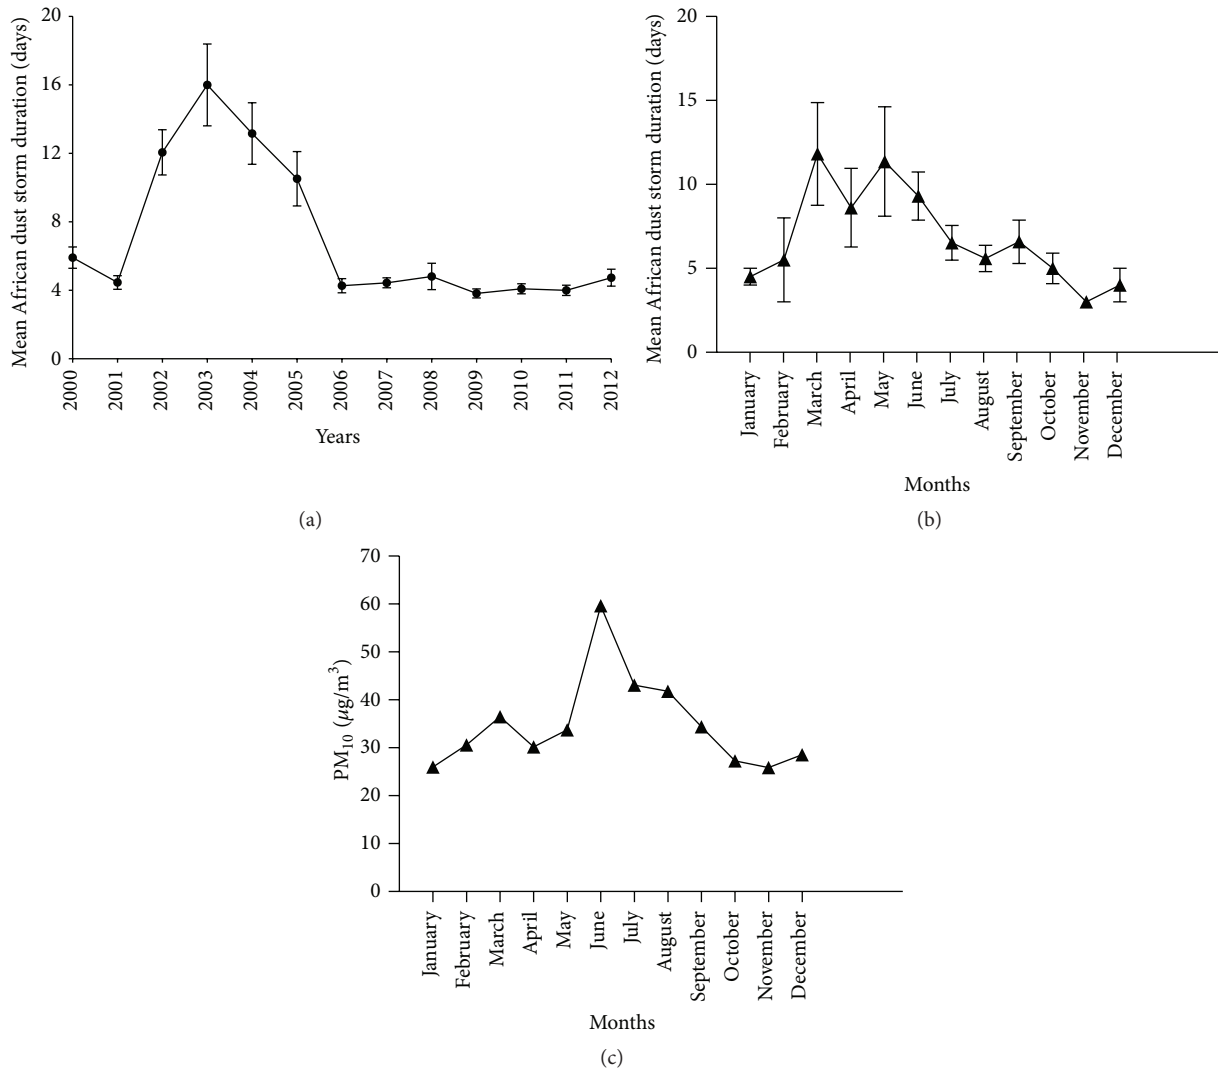 Mean African dust storm duration (days)
20
16
12
8
4
0
2000
2001
2002
2003
2004
2005
2006
2007
2008
2009
2010
2011
2012
Years
(a)
Mean African dust storm duration (days)
20
15
10
5
0
January
February
March
April
May
June
July
August
September
October
November
December
Months
(b)
PM10 (μg/m³)
70
60
50
40
30
20
10
0
January
February
March
April
May
June
July
August
September
October
November
December
Months
(c)